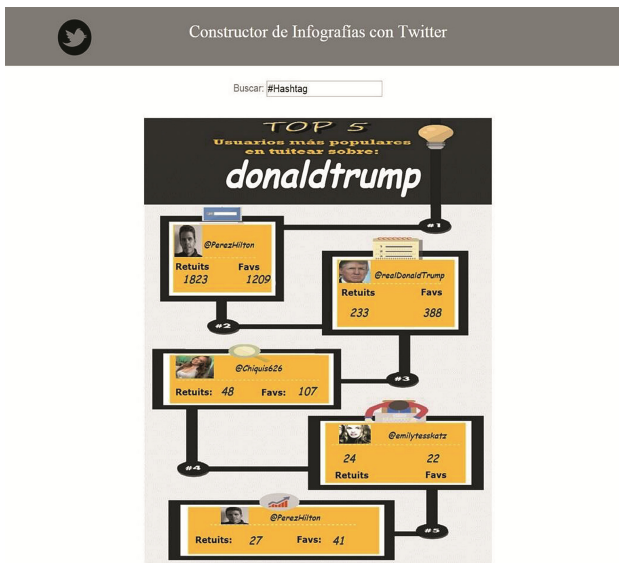 Constructor de Infografías con Twitter
Buscar: #Hashtag
TOP 5
Usuarios más populares
en tuitear sobre:
donaldtrump
#1
@PerezHilton
Retuits Favs
1823 1209
@realDonaldTrump
Retuits Favs
233 388
#2
@Chiquis626
Retuits: 48 Favs: 107
#3
@emilytesskatz
24 22
Retuits Favs
#4
@PerezHilton
Retuits: 27 Favs: 41
#5